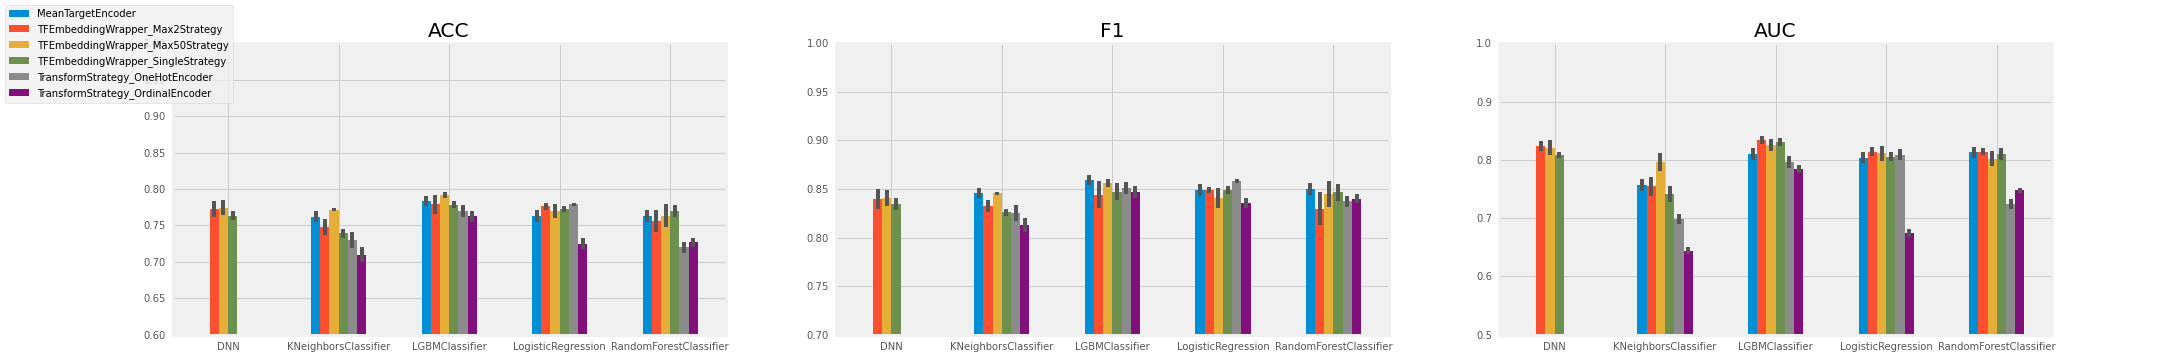 MeanTargetEncoder
TFEmbeddingWrapper_Max2Strategy
TFEmbeddingWrapper_Max50Strategy
TFEmbeddingWrapper_SingleStrategy
TransformStrategy_OneHotEncoder
TransformStrategy_OrdinalEncoder
ACC
0.90
0.85
0.80
0.75
0.70
0.65
0.60
DNN KNeighborsClassifier LGBMClassifier LogisticRegression RandomForestClassifier
F1
1.00
0.95
0.90
0.85
0.80
0.75
0.70
DNN KNeighborsClassifier LGBMClassifier LogisticRegression RandomForestClassifier
AUC
1.0
0.9
0.8
0.7
0.6
0.5
DNN KNeighborsClassifier LGBMClassifier LogisticRegression RandomForestClassifier